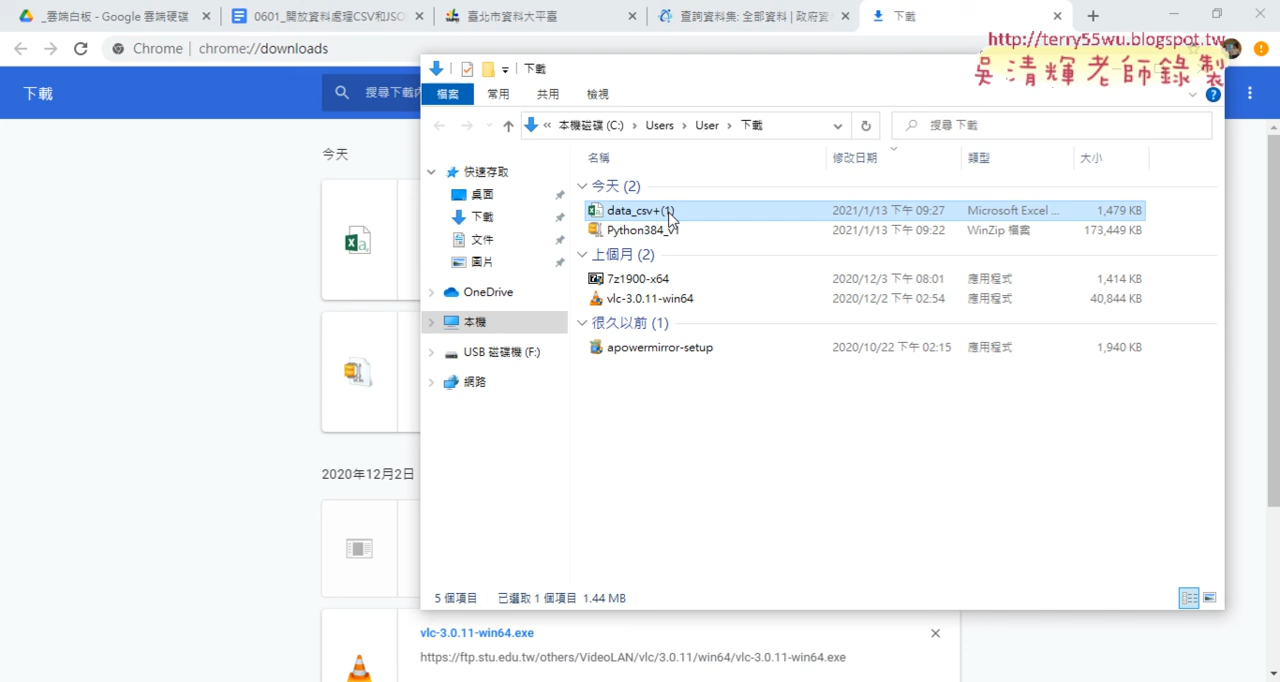 _雲端白板 - Google 雲端硬碟
0601_開放資料處理CSV和JSO
臺北市資料大平臺
查詢資料集: 全部資料 | 政府資
下載
Chrome
chrome://downloads
http://terry55wu.blogspot.tw
吳清輝老師錄製
下載
搜尋下載內
下載
檔案
常用
共用
檢視
本機磁碟 (C:)
Users
User
下載
搜尋 下載
今天
名稱
修改日期
類型
大小
快速存取
桌面
下載
文件
圖片
OneDrive
本機
USB 磁碟機 (F:)
網路
今天 (2)
data_csv+(1)
2021/1/13 下午 09:27
Microsoft Excel ...
1,479 KB
Python384_
2021/1/13 下午 09:22
WinZip 檔案
173,449 KB
上個月 (2)
7z1900-x64
2020/12/3 下午 08:01
應用程式
1,414 KB
vlc-3.0.11-win64
2020/12/2 下午 02:54
應用程式
40,844 KB
很久以前 (1)
apowermirror-setup
2020/10/22 下午 02:15
應用程式
1,940 KB
2020年12月2日
5 個項目
已選取 1 個項目 1.44 MB
vlc-3.0.11-win64.exe
https://ftp.stu.edu.tw/others/VideoLAN/vlc/3.0.11/win64/vlc-3.0.11-win64.exe